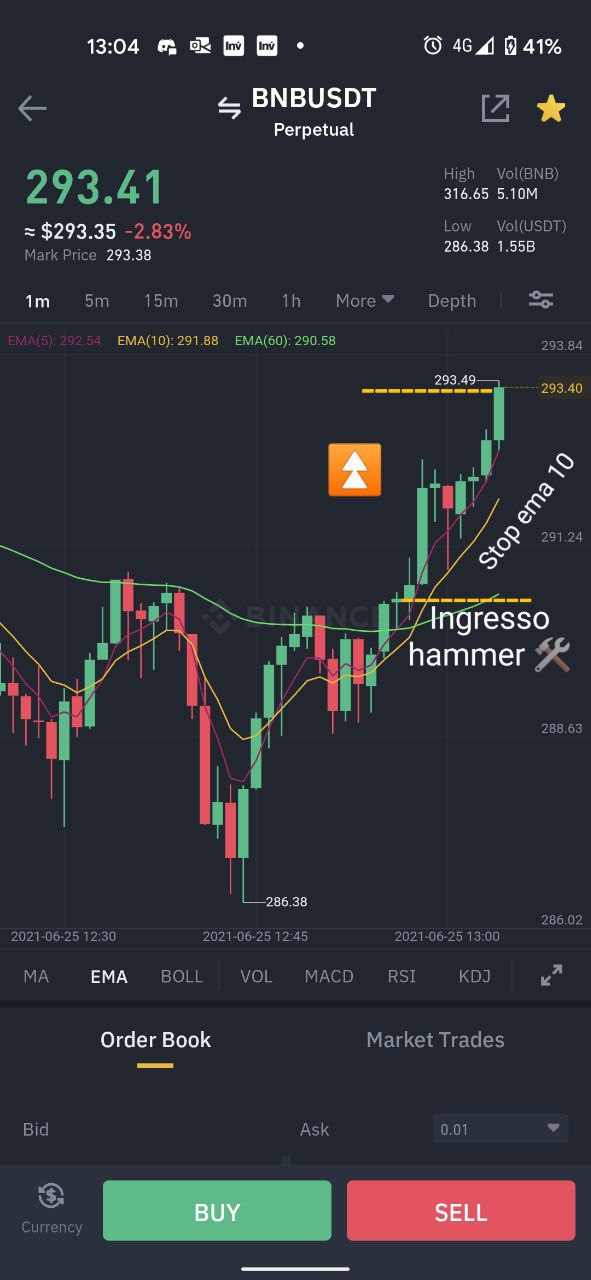 13:04
4G
41%
BNBUSDT
Perpetual
293.41
≈ $293.35 -2.83%
Mark Price 293.38
High Vol(BNB)
316.65 5.10M
Low Vol(USDT)
286.38 1.55B
1m 5m 15m 30m 1h More Depth
EMA(5): 292.54 EMA(10): 291.88 EMA(60): 290.58
293.84
293.49
293.40
Stop ema 10
291.24
BINANCE
Ingresso
hammer
288.63
286.38
286.02
2021-06-25 12:30 2021-06-25 12:45 2021-06-25 13:00
MA EMA BOLL VOL MACD RSI KDJ
Order Book Market Trades
Bid Ask 0.01
Currency
BUY SELL